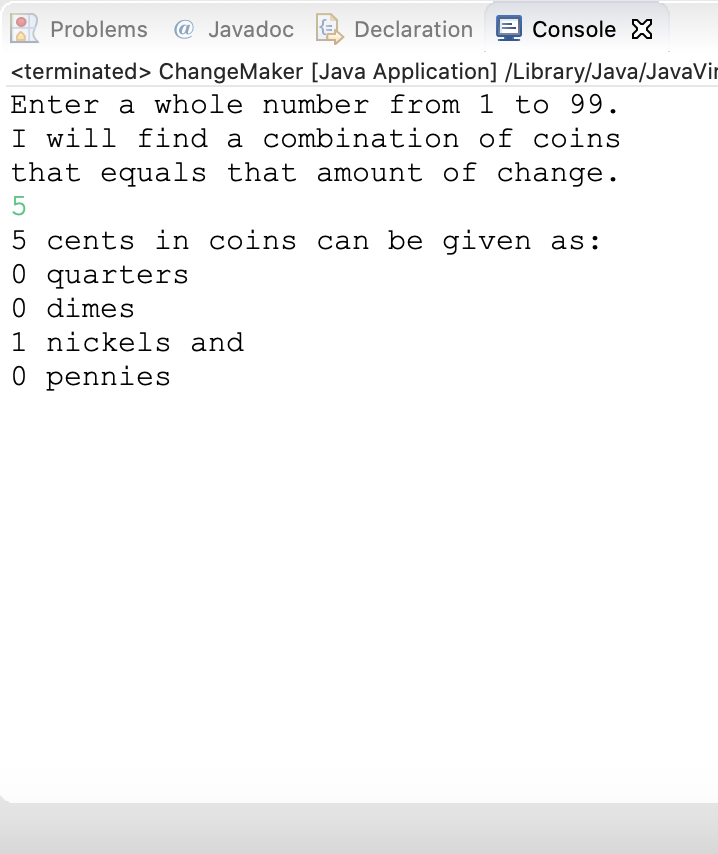 Problems @ Javadoc Declaration Console
<terminated> ChangeMaker [Java Application] /Library/Java/JavaVir
Enter a whole number from 1 to 99.
I will find a combination of coins
that equals that amount of change.
5
5 cents in coins can be given as:
0 quarters
0 dimes
1 nickels and
0 pennies